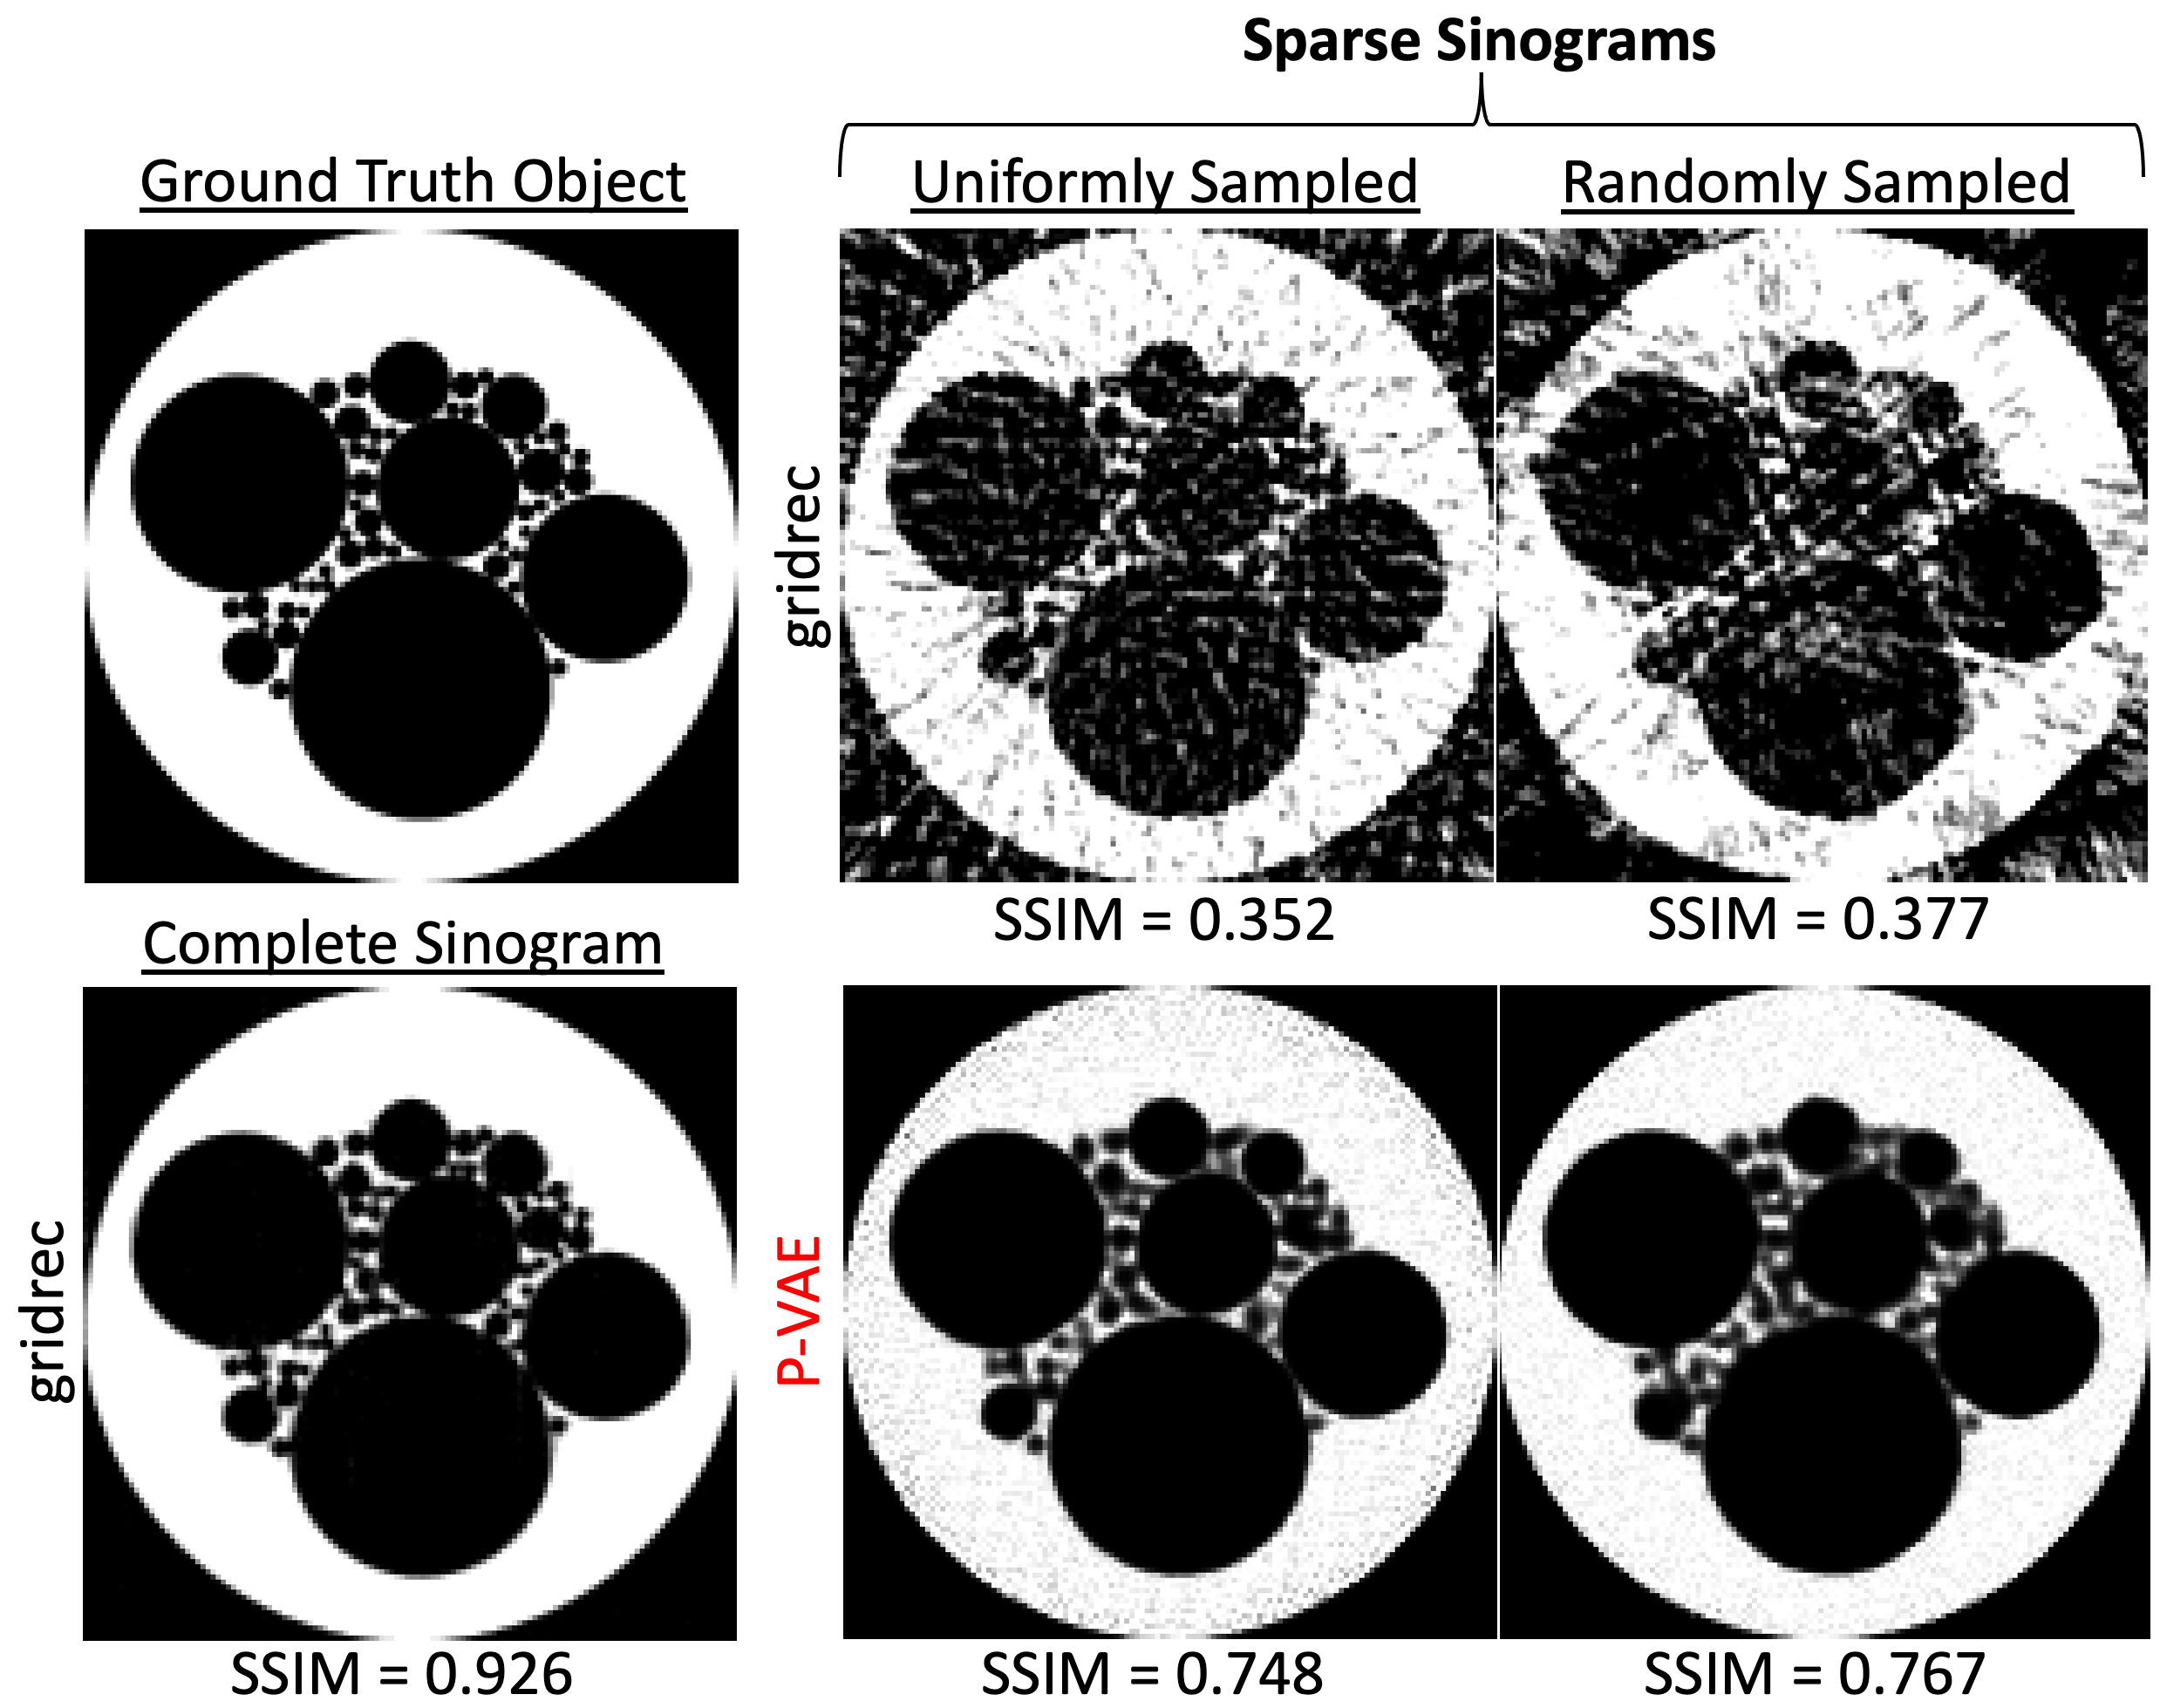 Sparse Sinograms
Ground Truth Object
Uniformly Sampled
Randomly Sampled
gridrec
SSIM = 0.352
SSIM = 0.377
Complete Sinogram
gridrec
P-VAE
SSIM = 0.926
SSIM = 0.748
SSIM = 0.767